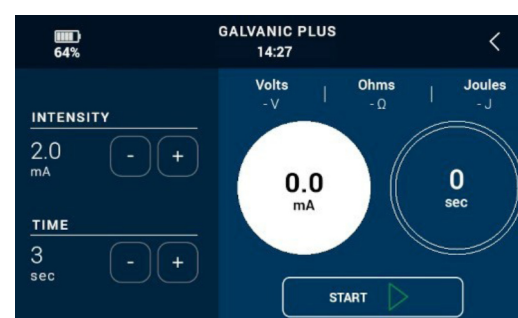 GALVANIC PLUS
64%
14:27
Volts
- V
Ohms
- Ω
Joules
- J
INTENSITY
2.0
mA
-
+
0.0
mA
0
sec
TIME
3
sec
-
+
START